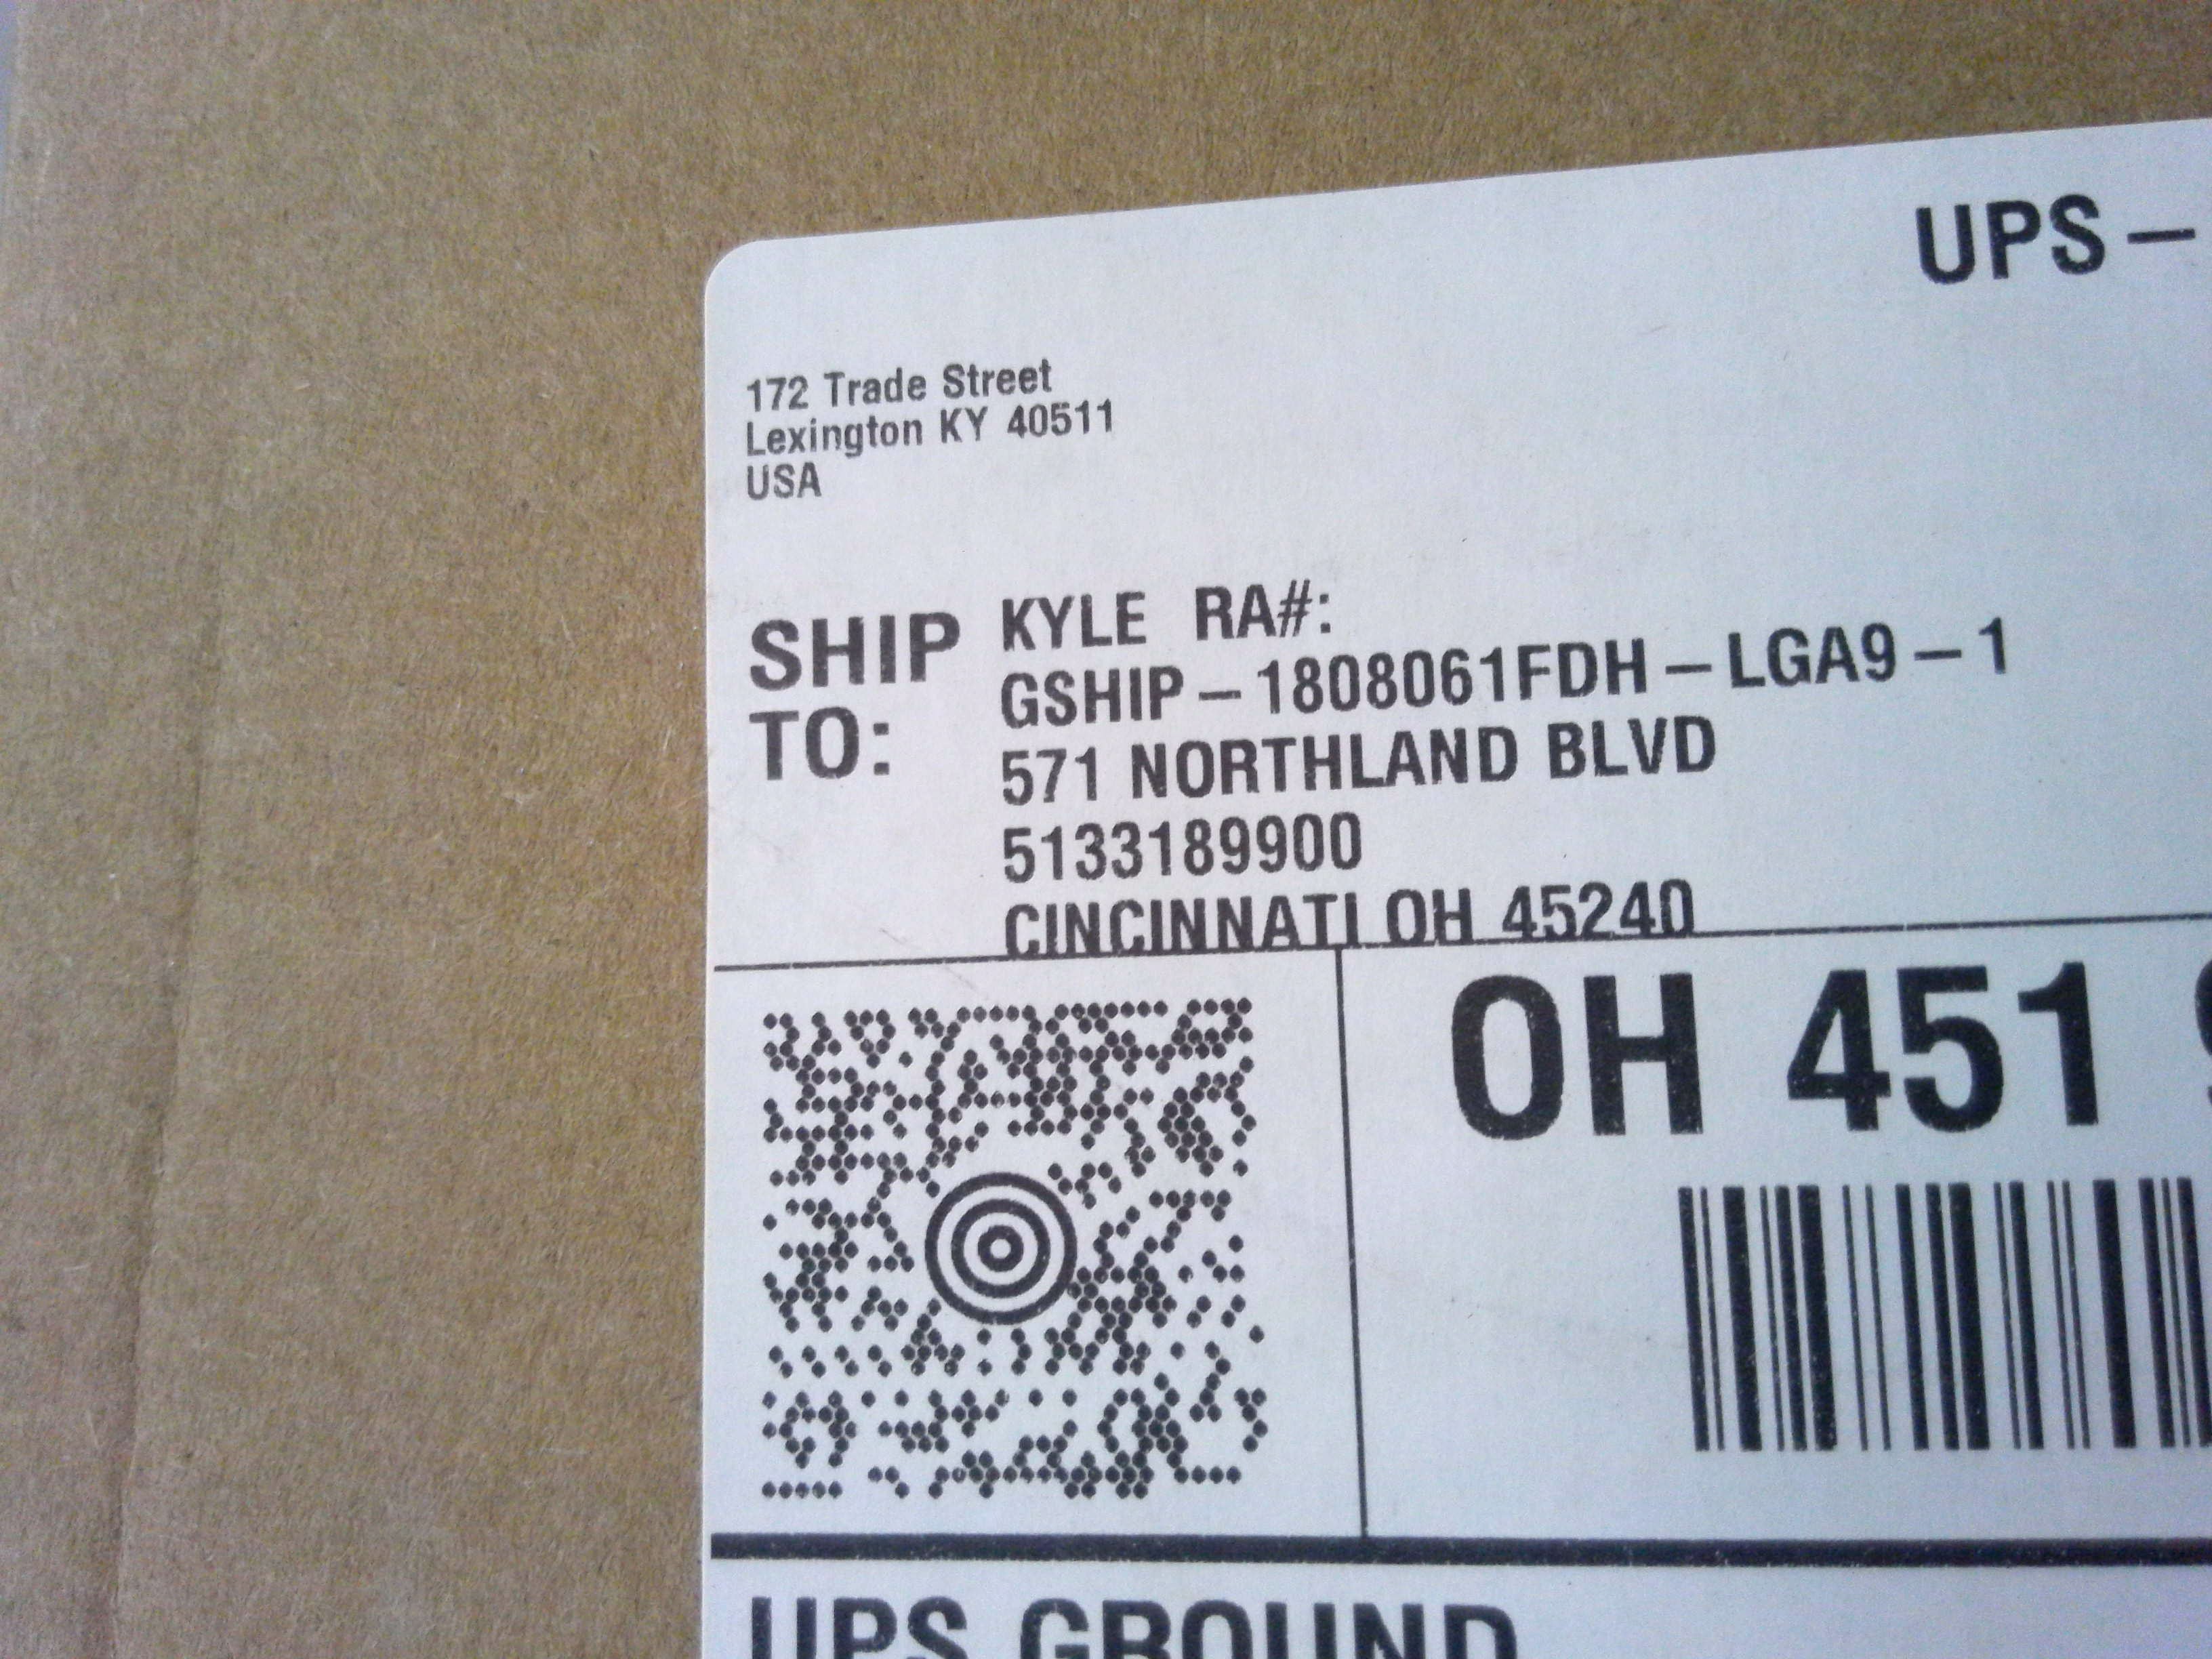 UPS –
172 Trade Street
Lexington KY 40511
USA
SHIP TO:
KYLE RA#:
GSHIP – 1808061FDH – LGA9 – 1
571 NORTHLAND BLVD
5133189900
CINCINNATI OH 45240
OH 451
UPS GROUND